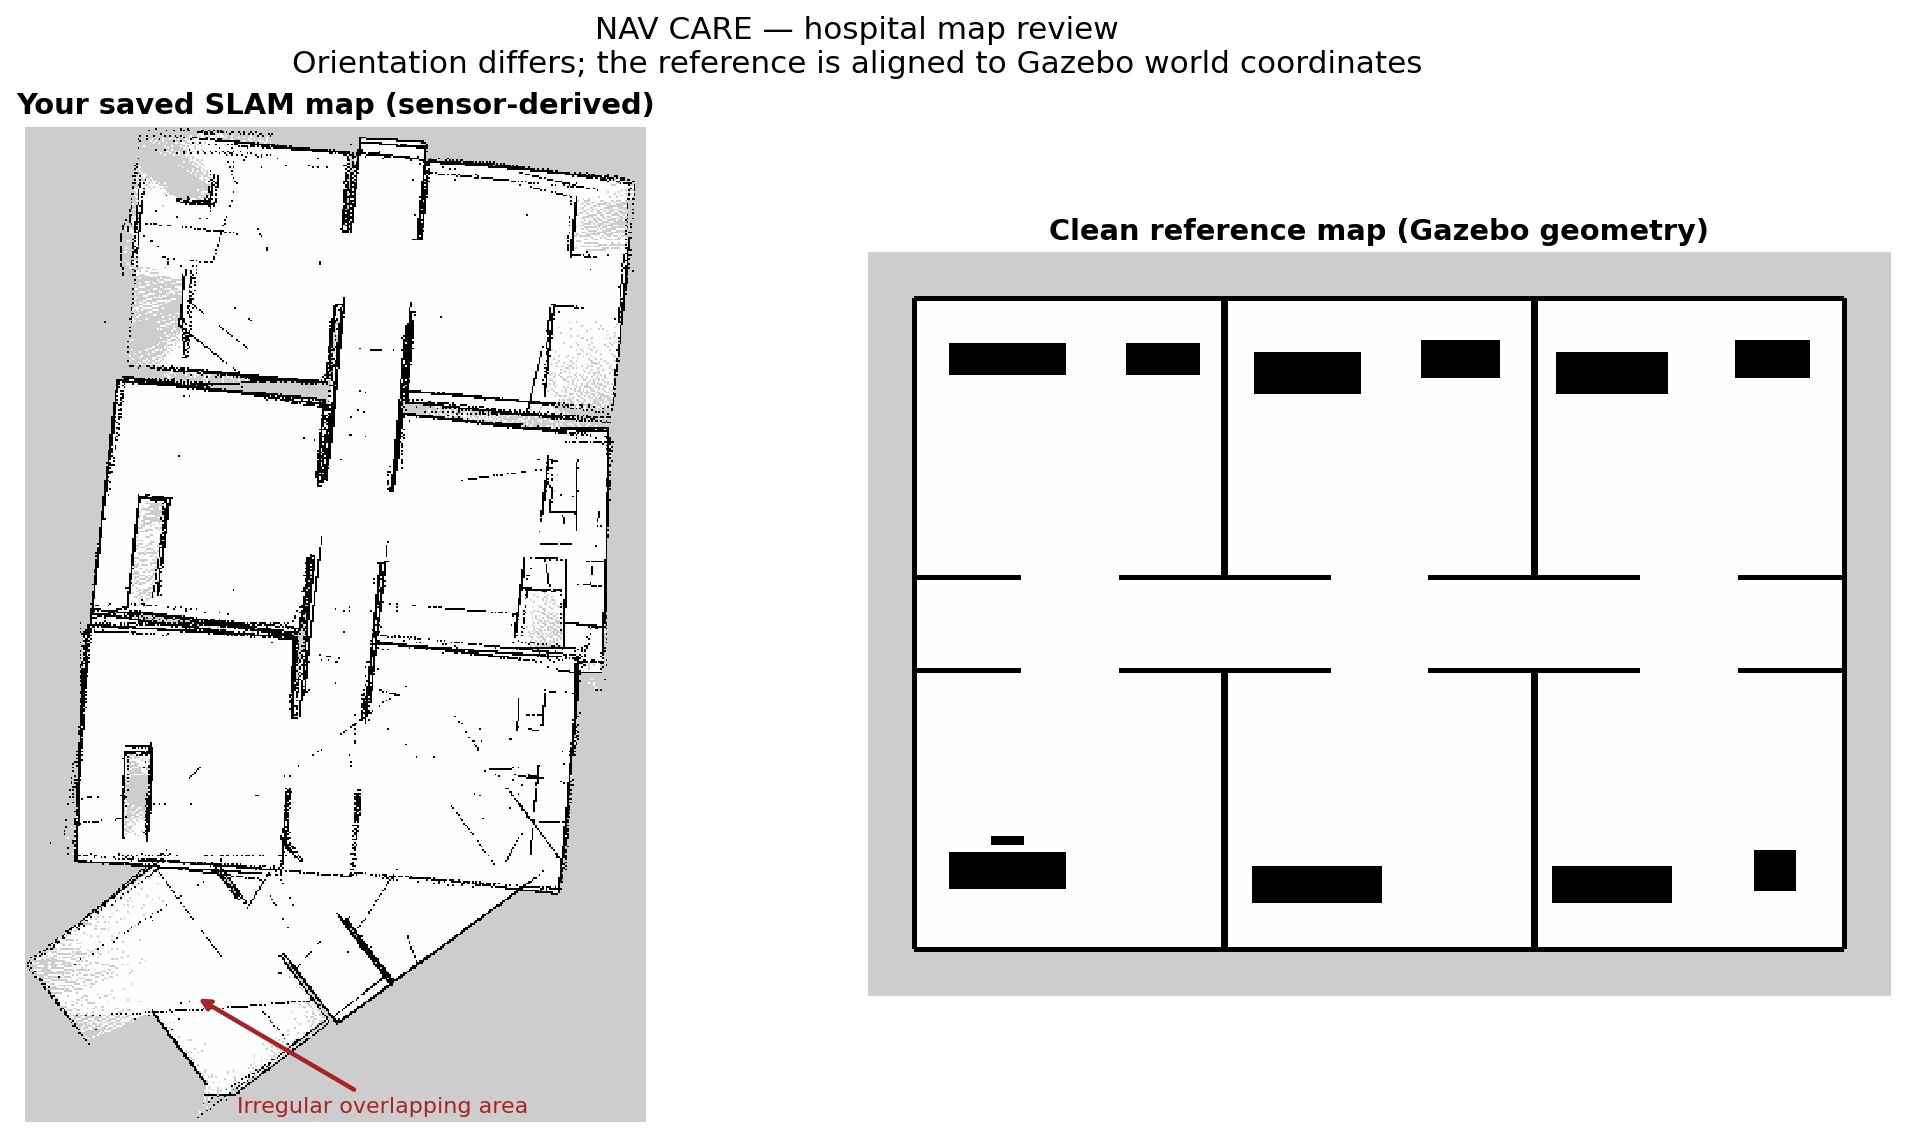 NAV CARE — hospital map review
Orientation differs; the reference is aligned to Gazebo world coordinates
Your saved SLAM map (sensor-derived)
Clean reference map (Gazebo geometry)
Irregular overlapping area